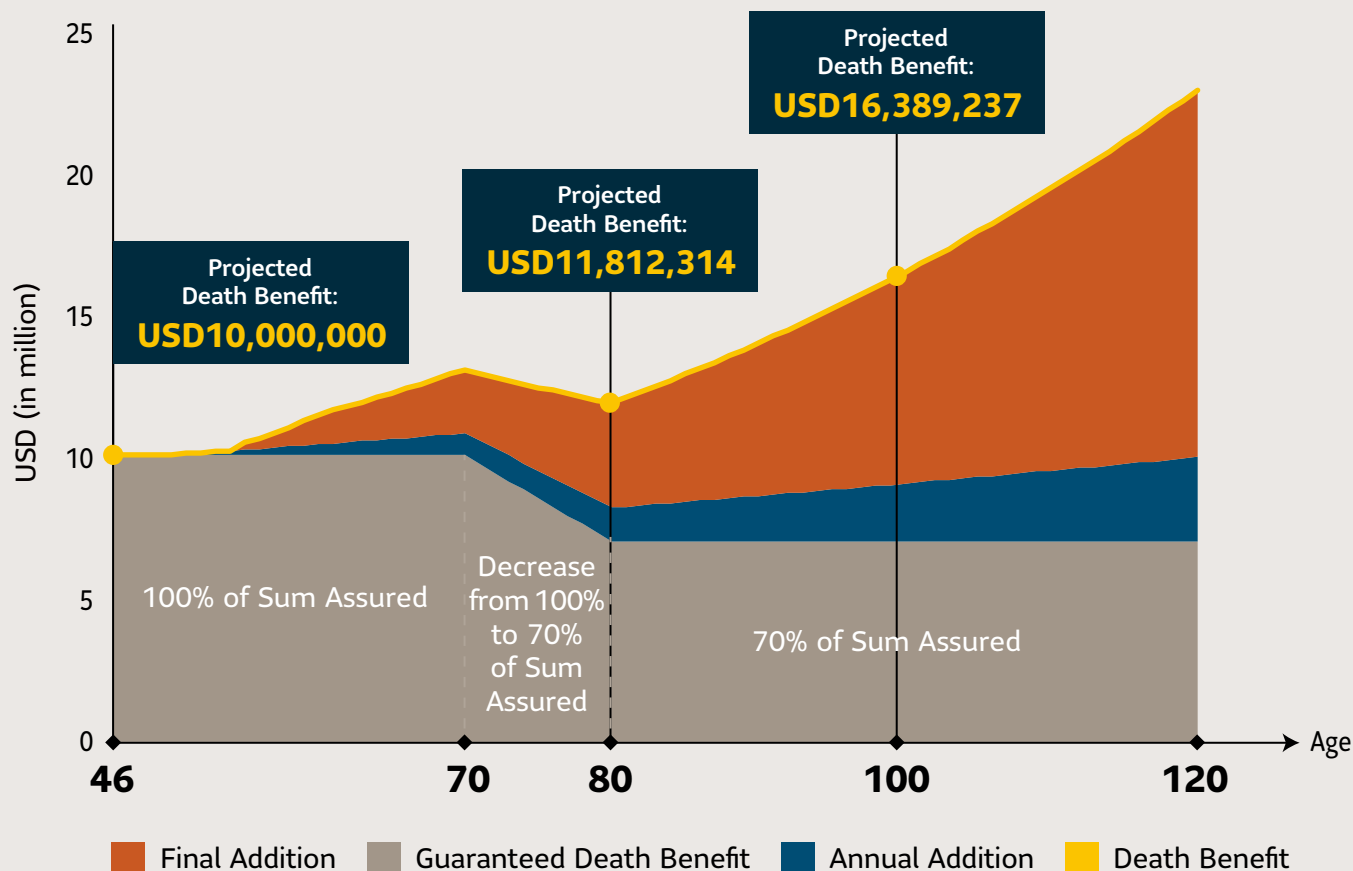 25
20
15
10
5
0
USD (in million)
Projected
Death Benefit:
USD10,000,000
Projected
Death Benefit:
USD11,812,314
Projected
Death Benefit:
USD16,389,237
100% of Sum Assured
Decrease
from 100%
to 70%
of Sum
Assured
70% of Sum Assured
Age
46 70 80 100 120
Final Addition Guaranteed Death Benefit Annual Addition Death Benefit